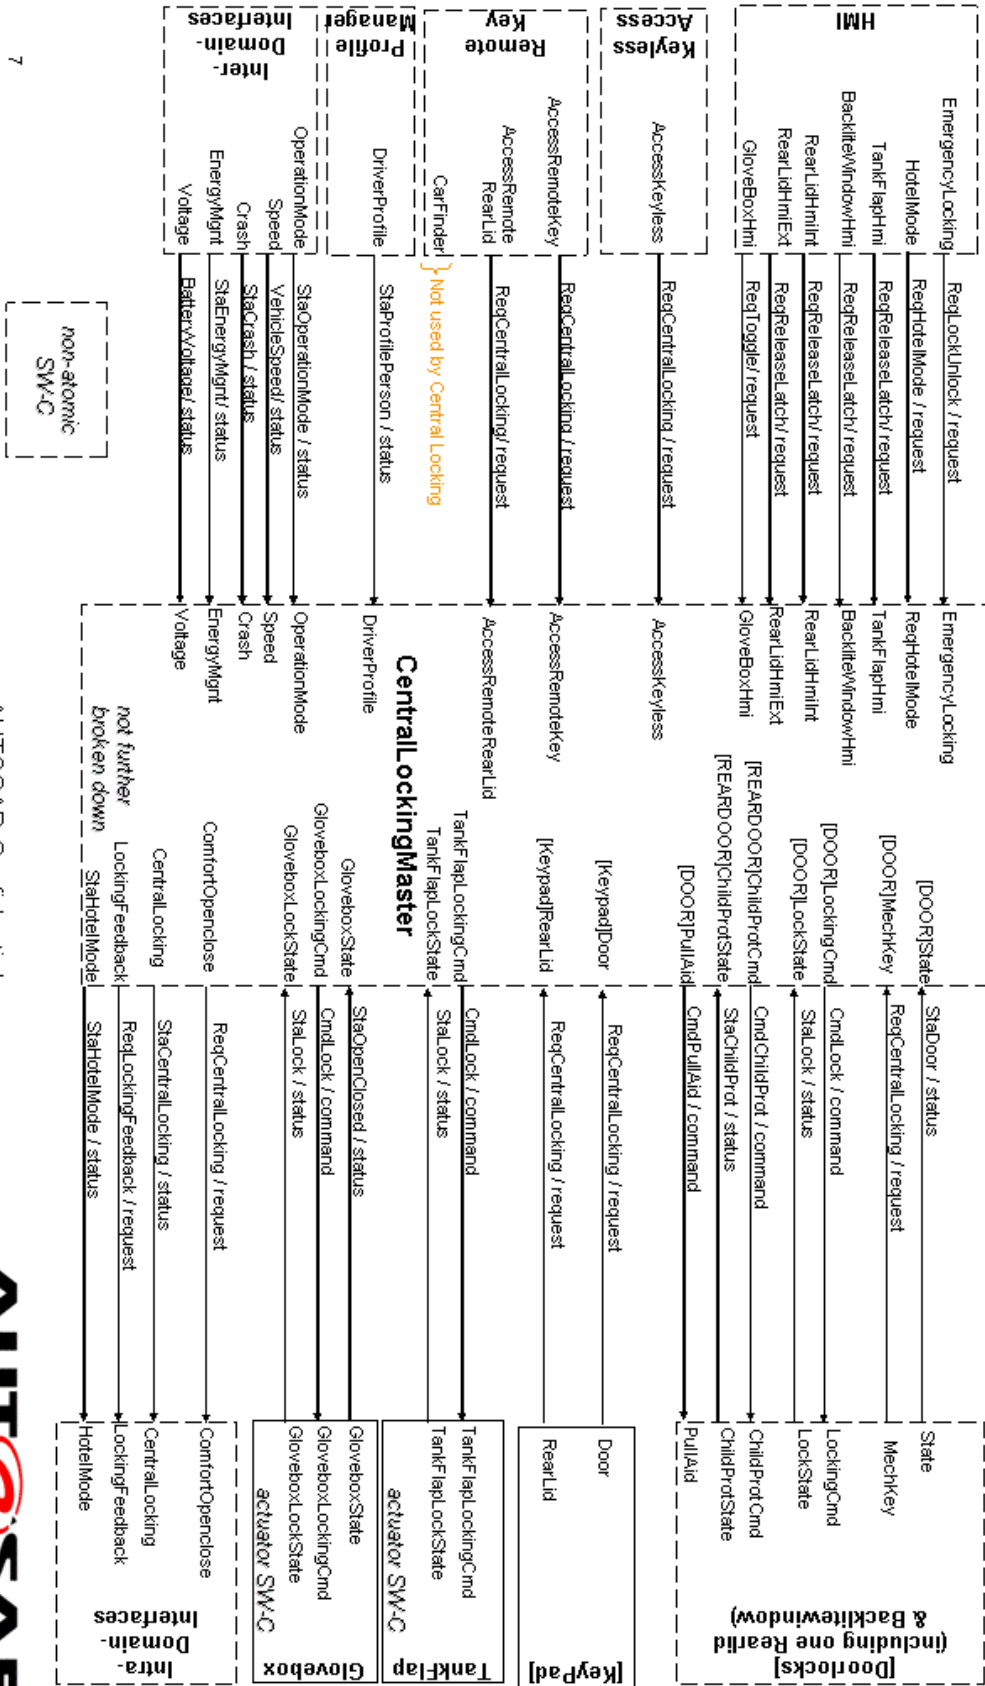 HMI
EmergencyLocking
HotelMode
TankFlapHmi
BackliteWindowHmi
RearLidHmiInt
RearLidHmiExt
GloveBoxHmi
ReqLockUnlock / request
ReqHotelMode / request
ReqReleaseLatch/ request
ReqReleaseLatch/ request
ReqReleaseLatch/ request
ReqReleaseLatch/ request
ReqToggle/ request
EmergencyLocking
ReqHotelMode
TankFlapHmi
BackliteWindowHmi
RearLidHmiInt
RearLidHmiExt
GloveBoxHmi
Keyless
Access
AccessKeyless
ReqCentralLocking / request
AccessKeyless
Remote
Key
AccessRemoteKey
AccessRemote
RearLid
CarFinder
ReqCentralLocking / request
ReqCentralLocking/ request
} Not used by Central Locking
AccessRemoteKey
AccessRemoteRearLid
Profile
Manager
DriverProfile
StaProfilePerson / status
DriverProfile
Inter-
Domain-
Interfaces
OperationMode
Speed
Crash
EnergyMgnt
Voltage
StaOperationMode / status
VehicleSpeed/ status
StaCrash / status
StaEnergyMgnt/ status
BatteryVoltage/ status
OperationMode
Speed
Crash
EnergyMgnt
Voltage
CentralLockingMaster
not further
broken down
[DOOR]State
[DOOR]MechKey
[DOOR]LockingCmd
[DOOR]LockState
[REARDOOR]ChildProtCmd
[REARDOOR]ChildProtState
[DOOR]PullAid
StaDoor / status
ReqCentralLocking / request
CmdLock / command
StaLock / status
CmdChildProt / command
StaChildProt / status
CmdPullAid / command
State
MechKey
LockingCmd
LockState
ChildProtCmd
ChildProtState
PullAid
[Doorlocks]
(including one Rearlid
& Backlitewindow)
[Keypad]Door
[Keypad]RearLid
ReqCentralLocking / request
ReqCentralLocking / request
Door
RearLid
[KeyPad]
TankFlapLockingCmd
TankFlapLockState
CmdLock / command
StaLock / status
TankFlapLockingCmd
TankFlapLockState
actuator SW-C
TankFlap
GloveboxState
GloveboxLockingCmd
GloveboxLockState
StaOpenClosed / status
CmdLock / command
StaLock / status
GloveboxState
GloveboxLockingCmd
GloveboxLockState
actuator SW-C
Glovebox
ComfortOpenclose
CentralLocking
LockingFeedback
StaHotelMode
ReqCentralLocking / request
StaCentralLocking / status
ReqLockingFeedback / request
StaHotelMode / status
ComfortOpenclose
CentralLocking
LockingFeedback
HotelMode
Intra-
Domain-
Interfaces
non-atomic
SW-C
7